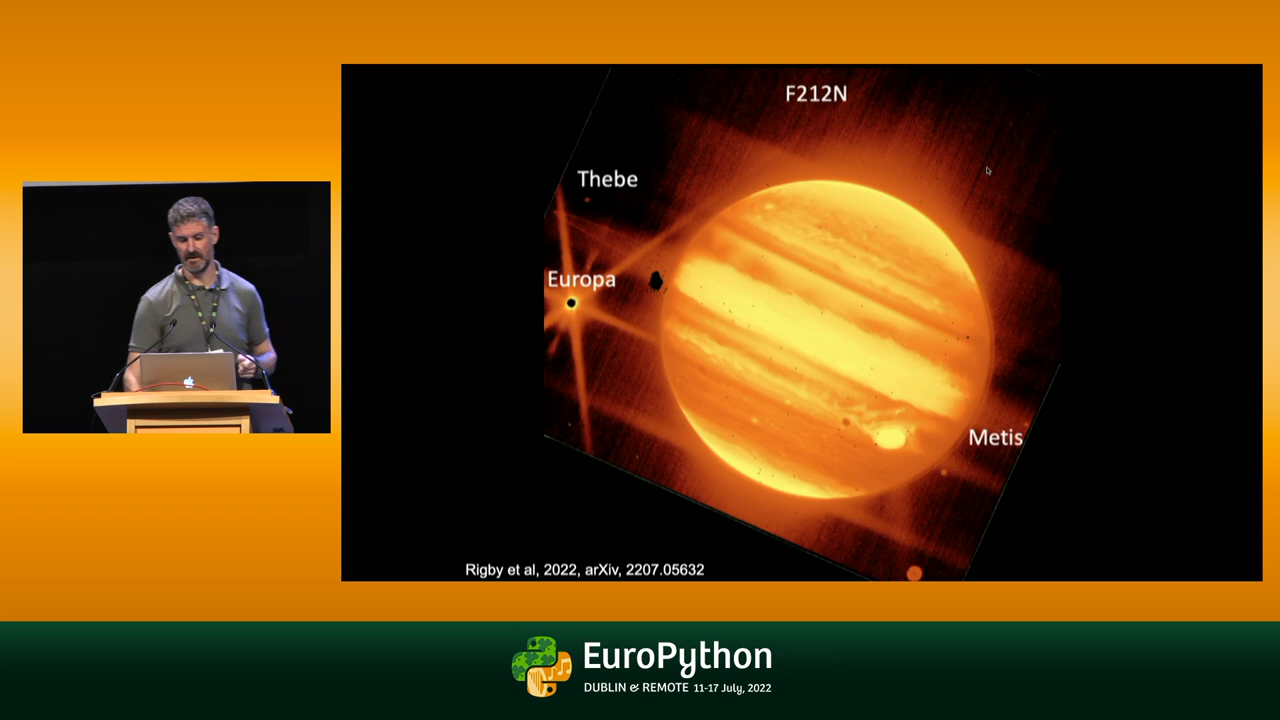 F212N
Thebe
Europa
Metis
Rigby et al, 2022, arXiv, 2207.05632
EuroPython
DUBLIN & REMOTE 11-17 July, 2022